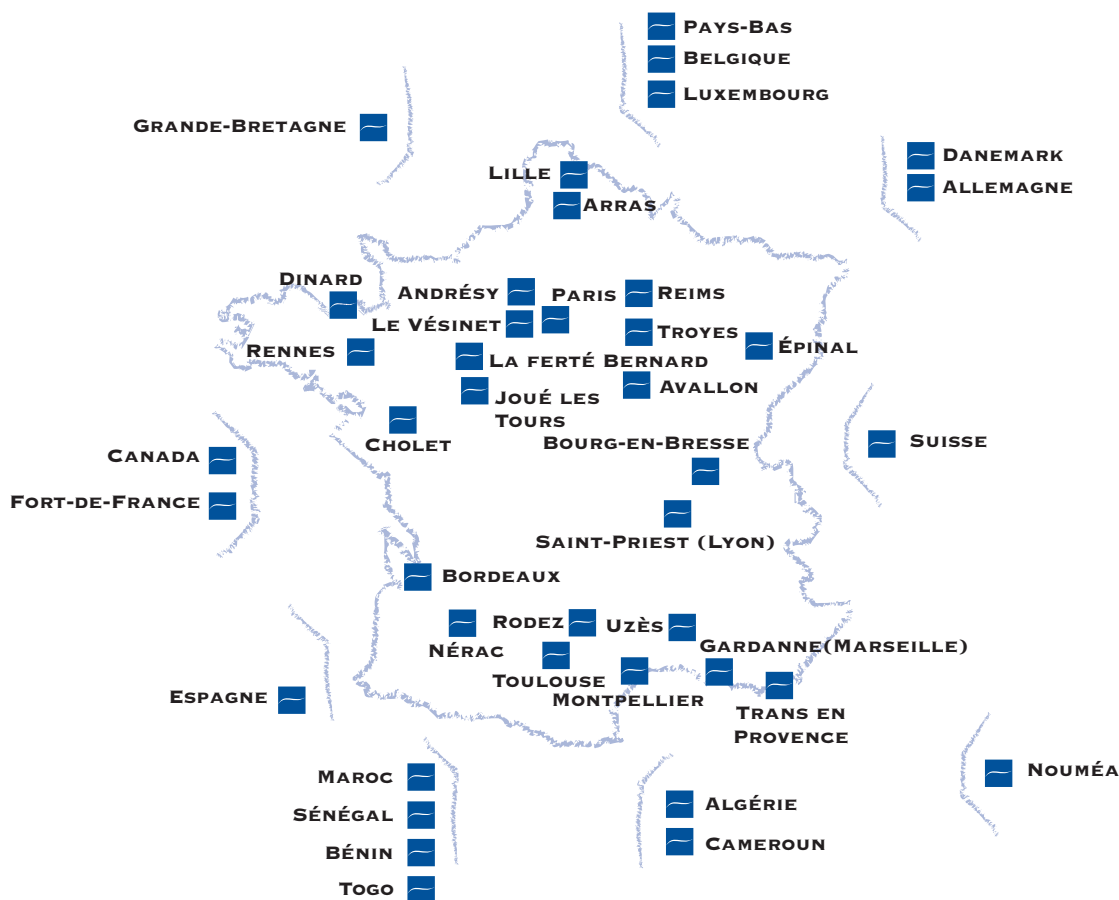 Pays-Bas
Belgique
Luxembourg
Grande-Bretagne
Danemark
Allemagne
Lille
Arras
Dinard
Andrésy
Paris
Reims
Le Vésinet
Troyes
Épinal
Rennes
La ferté Bernard
Avallon
Joué les
Tours
Cholet
Bourg-en-Bresse
Suisse
Canada
Fort-de-France
Saint-Priest (Lyon)
Bordeaux
Rodez
Uzès
Nérac
Gardanne(Marseille)
Toulouse
Montpellier
Espagne
Trans en
Provence
Maroc
Nouméa
Sénégal
Algérie
Bénin
Cameroun
Togo